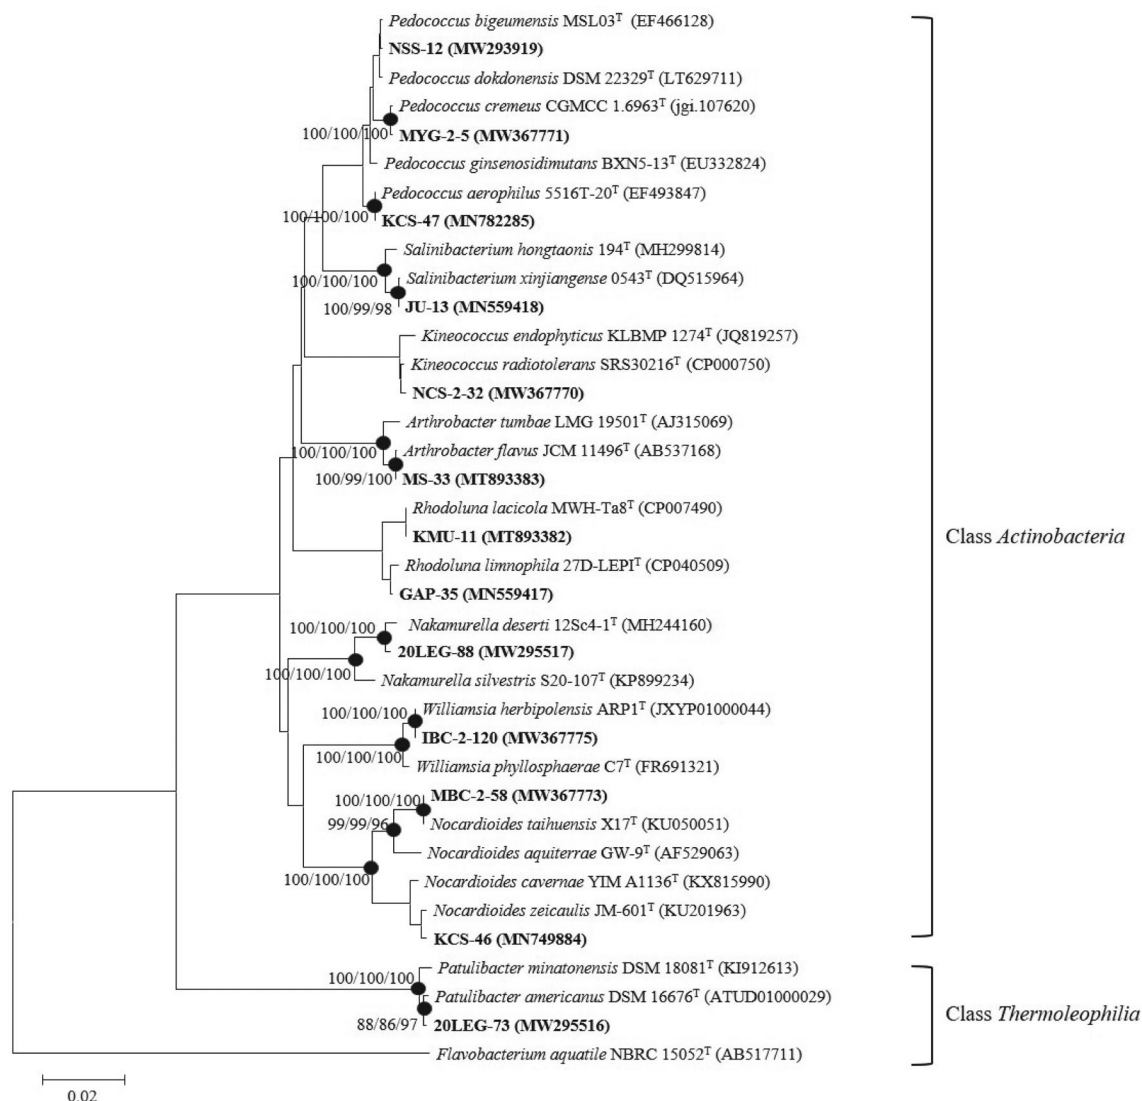 Pedococcus bigeumensis MSL03T (EF466128)
NSS-12 (MW293919)
Pedococcus dokdonensis DSM 22329T (LT629711)
Pedococcus cremeus CGMCC 1.6963T (jgi.107620)
100/100/100
MYG-2-5 (MW367771)
Pedococcus ginsenosidimutans BXN5-13T (EU332824)
Pedococcus aerophilus 5516T-20T (EF493847)
100/100/100
KCS-47 (MN782285)
Salinibacterium hongtaonis 194T (MH299814)
100/100/100
Salinibacterium xinjiangense 0543T (DQ515964)
100/99/98
JU-13 (MN559418)
Kineococcus endophyticus KLBMP 1274T (JQ819257)
Kineococcus radiotolerans SRS30216T (CP000750)
NCS-2-32 (MW367770)
Arthrobacter tumbae LMG 19501T (AJ315069)
100/100/100
Arthrobacter flavus JCM 11496T (AB537168)
100/99/100
MS-33 (MT893383)
Rhodoluna lacicola MWH-Ta8T (CP007490)
KMU-11 (MT893382)
Class Actinobacteria
Rhodoluna limnophila 27D-LEPIT (CP040509)
GAP-35 (MN559417)
100/100/100
Nakamurella deserti 12Sc4-1T (MH244160)
20LEG-88 (MW295517)
100/100/100
Nakamurella silvestris S20-107T (KP899234)
100/100/100
Williamsia herbipolensis ARP1T (JXYP01000044)
IBC-2-120 (MW367775)
100/100/100
Williamsia phyllosphaerae C7T (FR691321)
100/100/100
MBC-2-58 (MW367773)
99/99/96
Nocardioides taihuensis X17T (KU050051)
Nocardioides aquiterrae GW-9T (AF529063)
100/100/100
Nocardioides cavernae YIM A1136T (KX815990)
Nocardioides zeicaulis JM-601T (KU201963)
KCS-46 (MN749884)
100/100/100
Patulibacter minatonensis DSM 18081T (KI912613)
Patulibacter americanus DSM 16676T (ATUD01000029)
Class Thermoleophilia
88/86/97
20LEG-73 (MW295516)
Flavobacterium aquatile NBRC 15052T (AB517711)
0.02